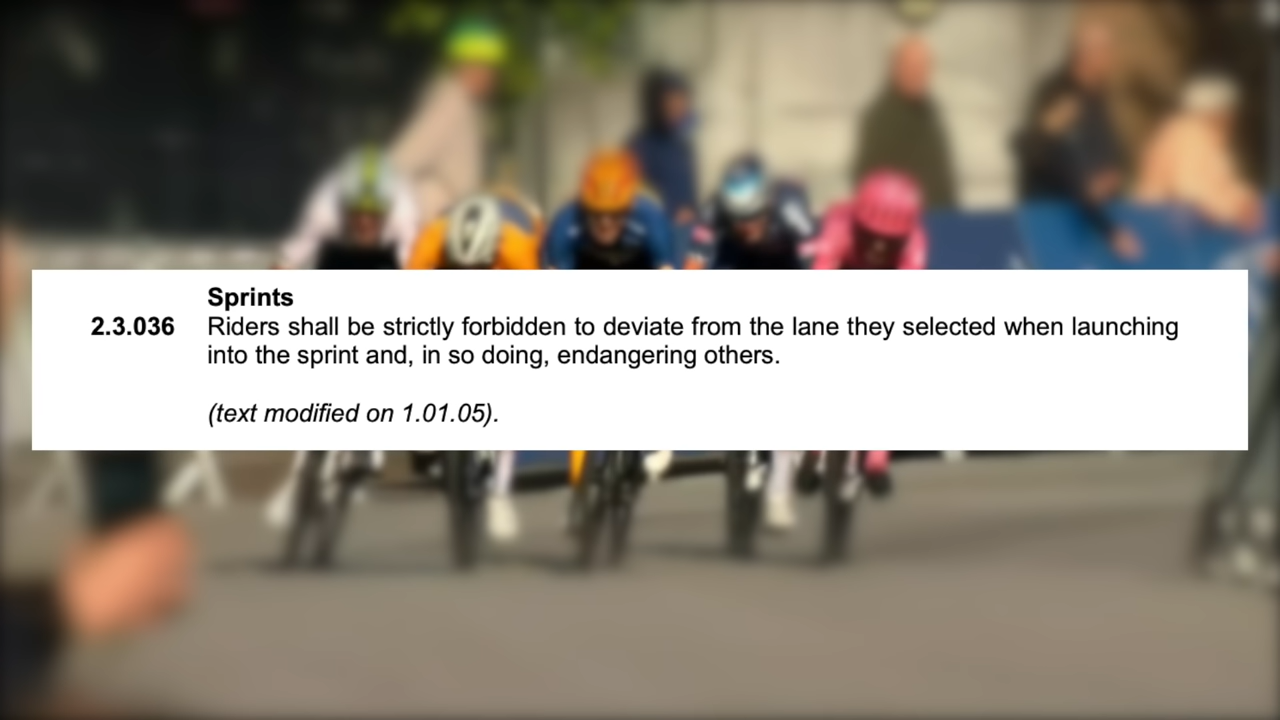 Sprints
2.3.036 Riders shall be strictly forbidden to deviate from the lane they selected when launching
into the sprint and, in so doing, endangering others.
(text modified on 1.01.05).